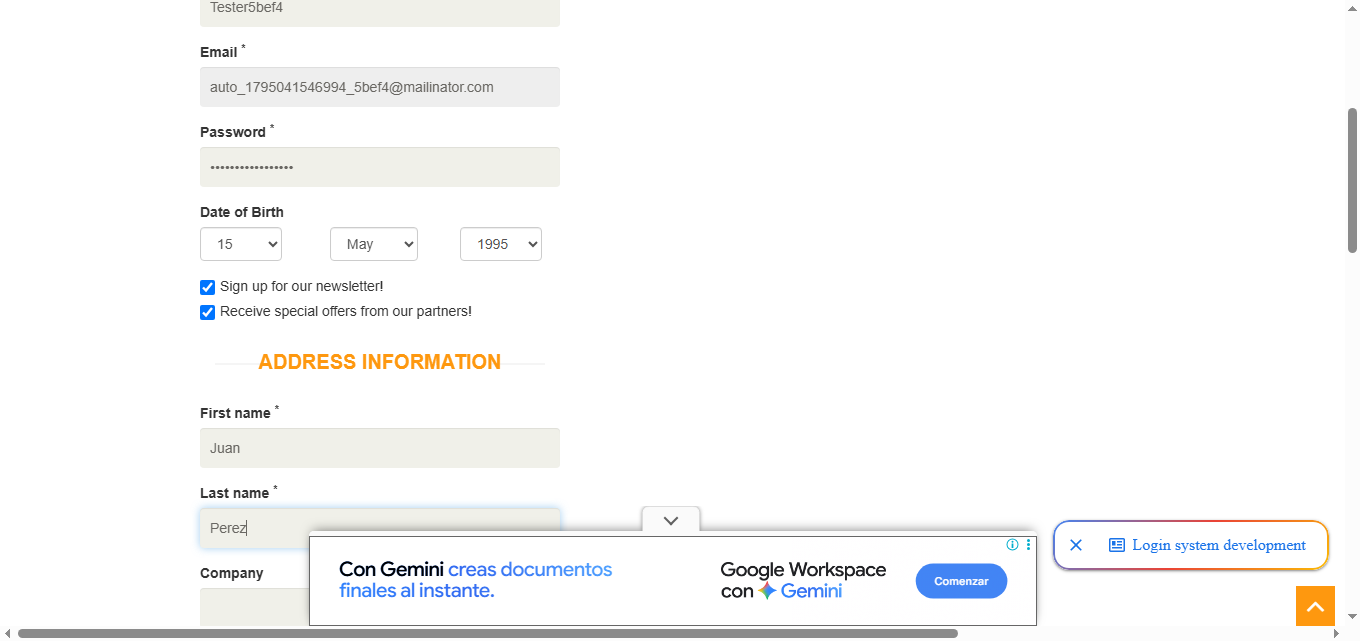 Tester5bef4
Email *
auto_1795041546994_5bef4@mailinator.com
Password *
•••••••••••••••••
Date of Birth
15 May 1995
Sign up for our newsletter!
Receive special offers from our partners!
ADDRESS INFORMATION
First name *
Juan
Last name *
Perez
Company
Con Gemini creas documentos
finales al instante.
Google Workspace
con Gemini
Comenzar
Login system development